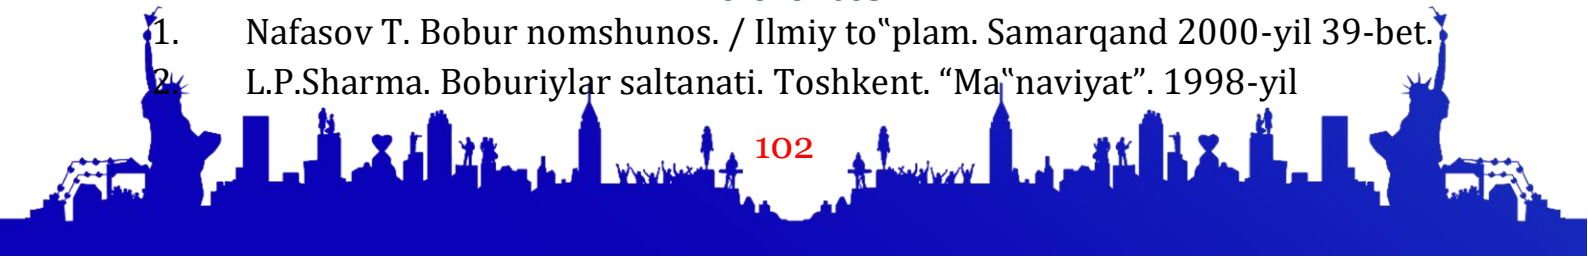 1. Nafasov T. Bobur nomshunos. / Ilmiy to‟plam. Samarqand 2000-yil 39-bet.
2. L.P.Sharma. Boburiylar saltanati. Toshkent. “Ma‟naviyat”. 1998-yil
102